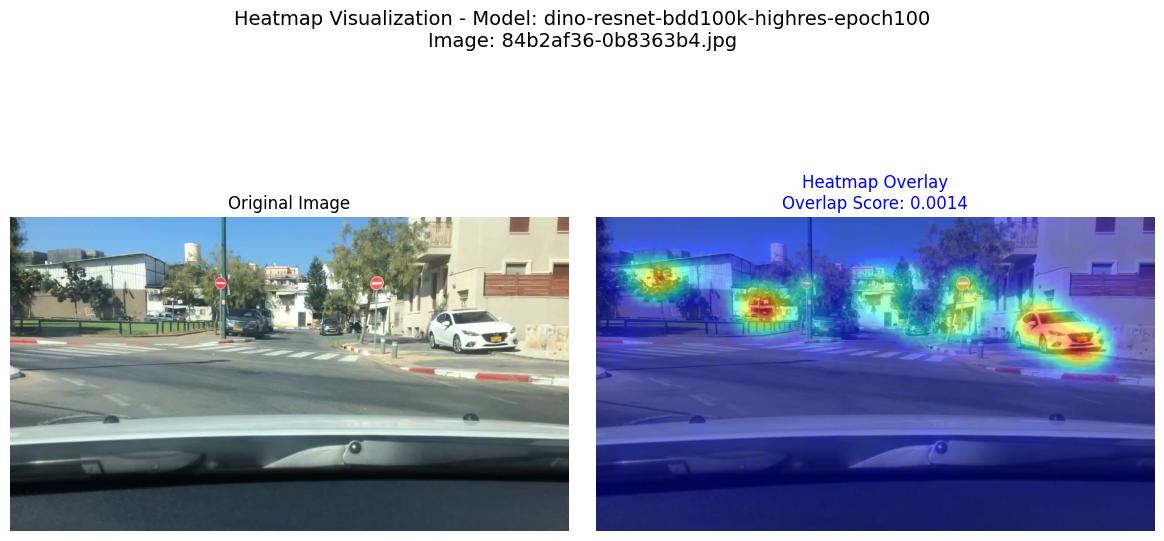 Heatmap Visualization - Model: dino-resnet-bdd100k-highres-epoch100
Image: 84b2af36-0b8363b4.jpg
Original Image
Heatmap Overlay
Overlap Score: 0.0014